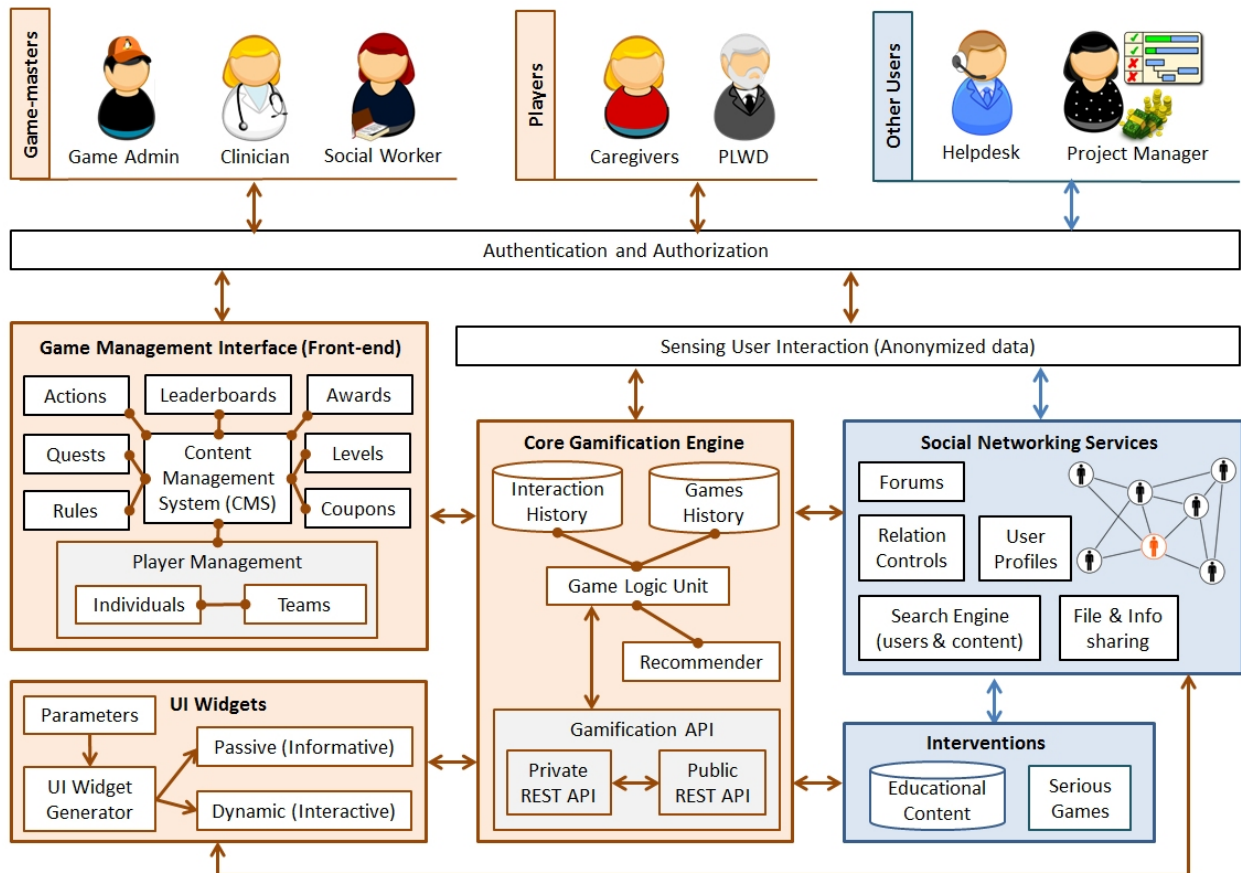 Game-masters
Game Admin
Clinician
Social Worker
Players
Caregivers
PLWD
Other Users
Helpdesk
Project Manager
Authentication and Authorization
Game Management Interface (Front-end)
Actions
Leaderboards
Awards
Quests
Content
Management
System (CMS)
Levels
Rules
Coupons
Player Management
Individuals
Teams
Sensing User Interaction (Anonymized data)
Core Gamification Engine
Interaction
History
Games
History
Game Logic Unit
Recommender
Gamification API
Private
REST API
Public
REST API
Social Networking Services
Forums
Relation
Controls
User
Profiles
Search Engine
(users & content)
File & Info
sharing
UI Widgets
Parameters
UI Widget
Generator
Passive (Informative)
Dynamic (Interactive)
Interventions
Educational
Content
Serious
Games